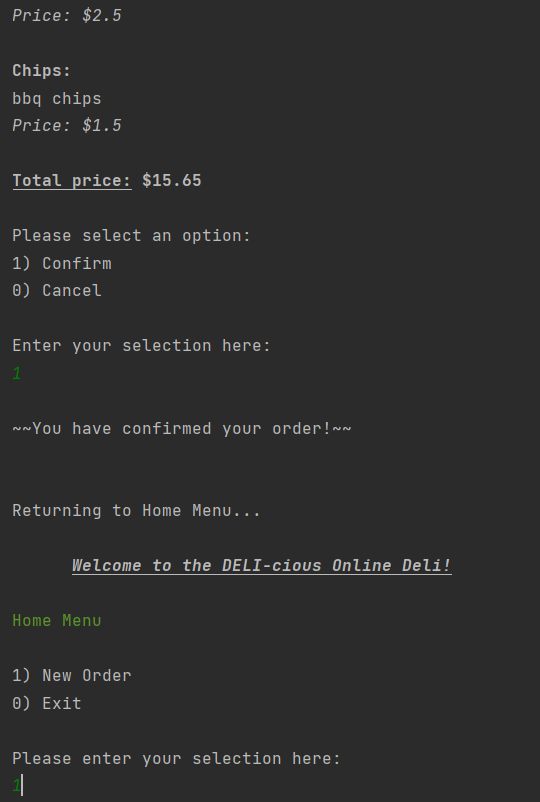 Price: $2.5
Chips:
bbq chips
Price: $1.5
Total price: $15.65
Please select an option:
1) Confirm
0) Cancel
Enter your selection here:
1
~~You have confirmed your order!~~
Returning to Home Menu...
Welcome to the DELI-cious Online Deli!
Home Menu
1) New Order
0) Exit
Please enter your selection here:
1